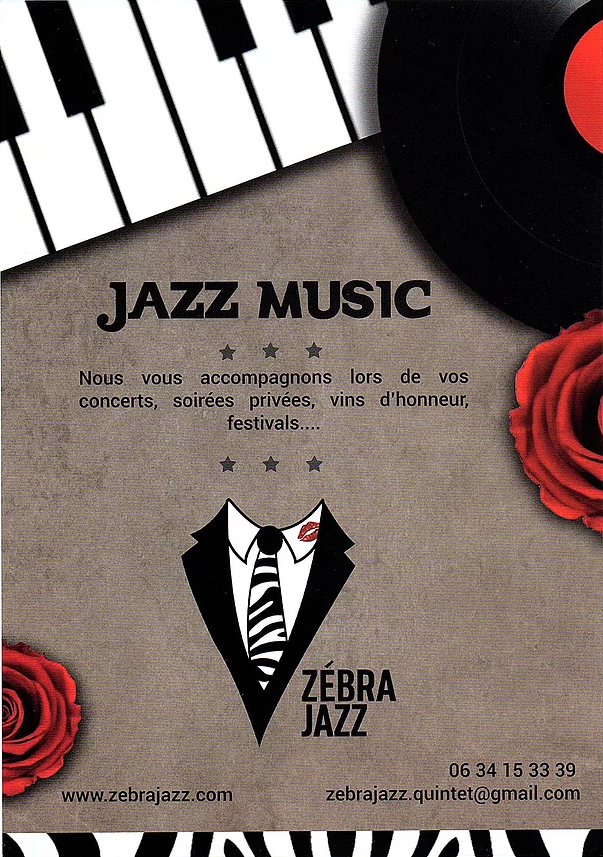 JAZZ MUSIC
Nous vous accompagnons lors de vos
concerts, soirées privées, vins d'honneur,
festivals....
ZÉBRA
JAZZ
06 34 15 33 39
www.zebrajazz.com zebrajazz.quintet@gmail.com